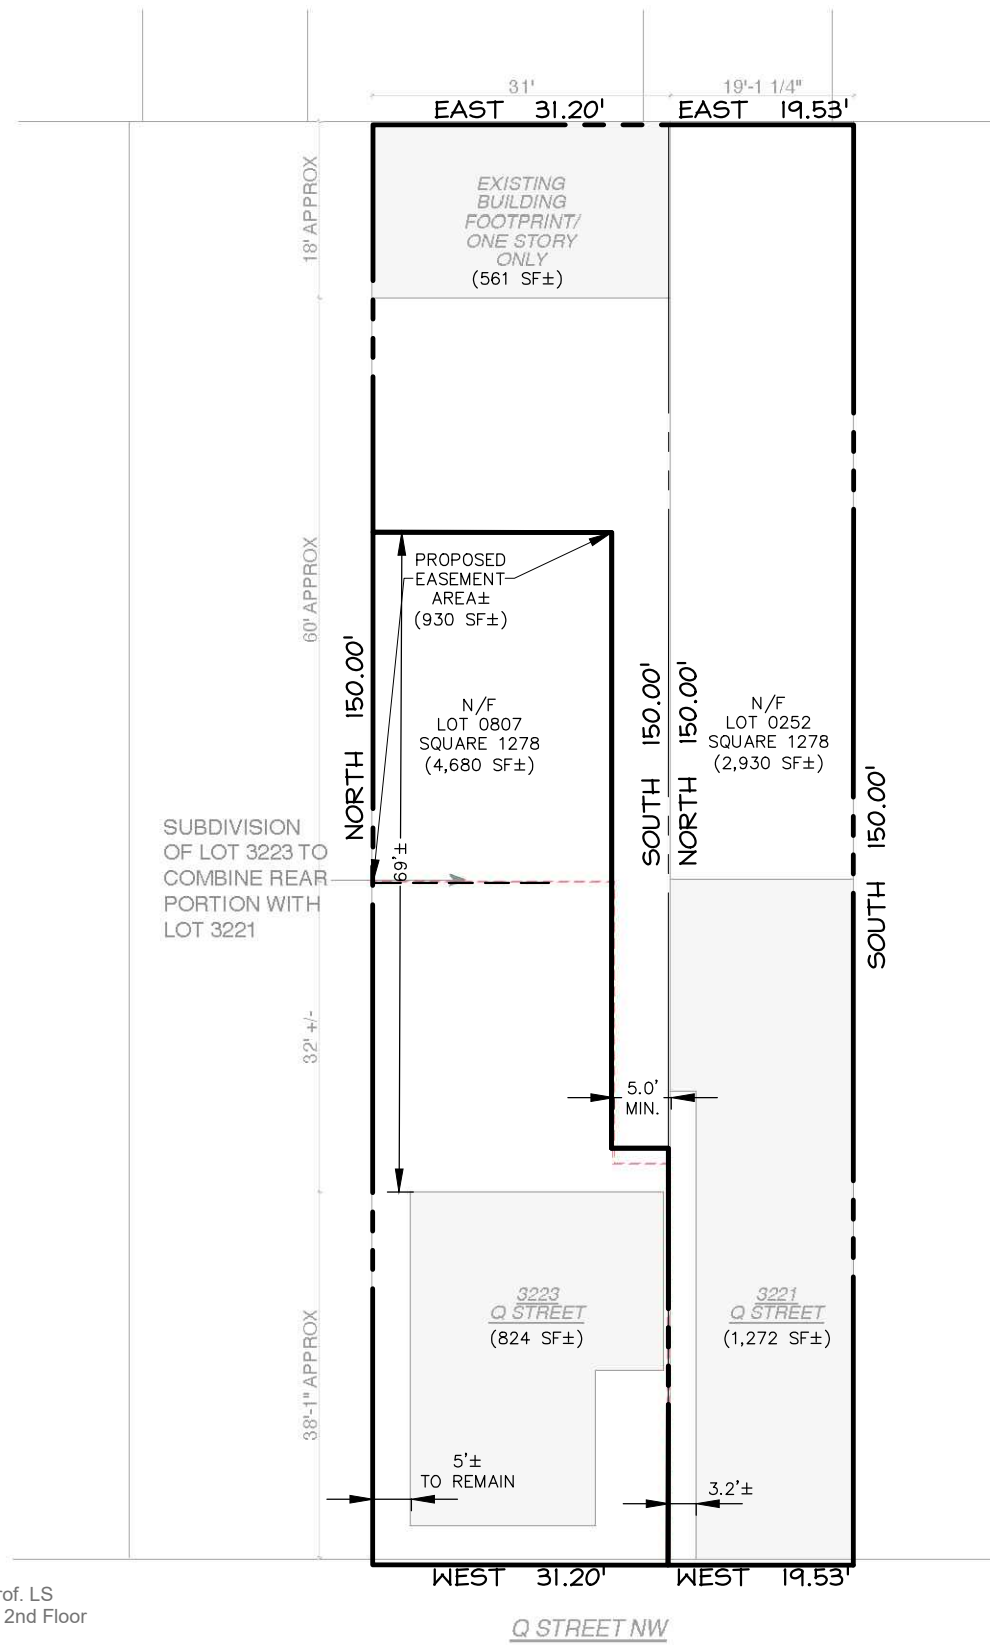 31'
19'-1 1/4"
EAST 31.20'
EAST 19.53'
18' APPROX
EXISTING
BUILDING
FOOTPRINT/
ONE STORY
ONLY
(561 SF±)
60' APPROX
PROPOSED
EASEMENT
AREA±
(930 SF±)
NORTH 150.00'
SOUTH 150.00'
NORTH 150.00'
N/F
LOT 0807
SQUARE 1278
(4,680 SF±)
N/F
LOT 0252
SQUARE 1278
(2,930 SF±)
SOUTH 150.00'
SUBDIVISION
OF LOT 3223 TO
COMBINE REAR
PORTION WITH
LOT 3221
69'±
32' +/-
5.0'
MIN.
3223
Q STREET
(824 SF±)
3221
Q STREET
(1,272 SF±)
38'-1" APPROX
5'±
TO REMAIN
3.2'±
WEST 31.20'
WEST 19.53'
rof. LS
2nd Floor
Q STREET NW